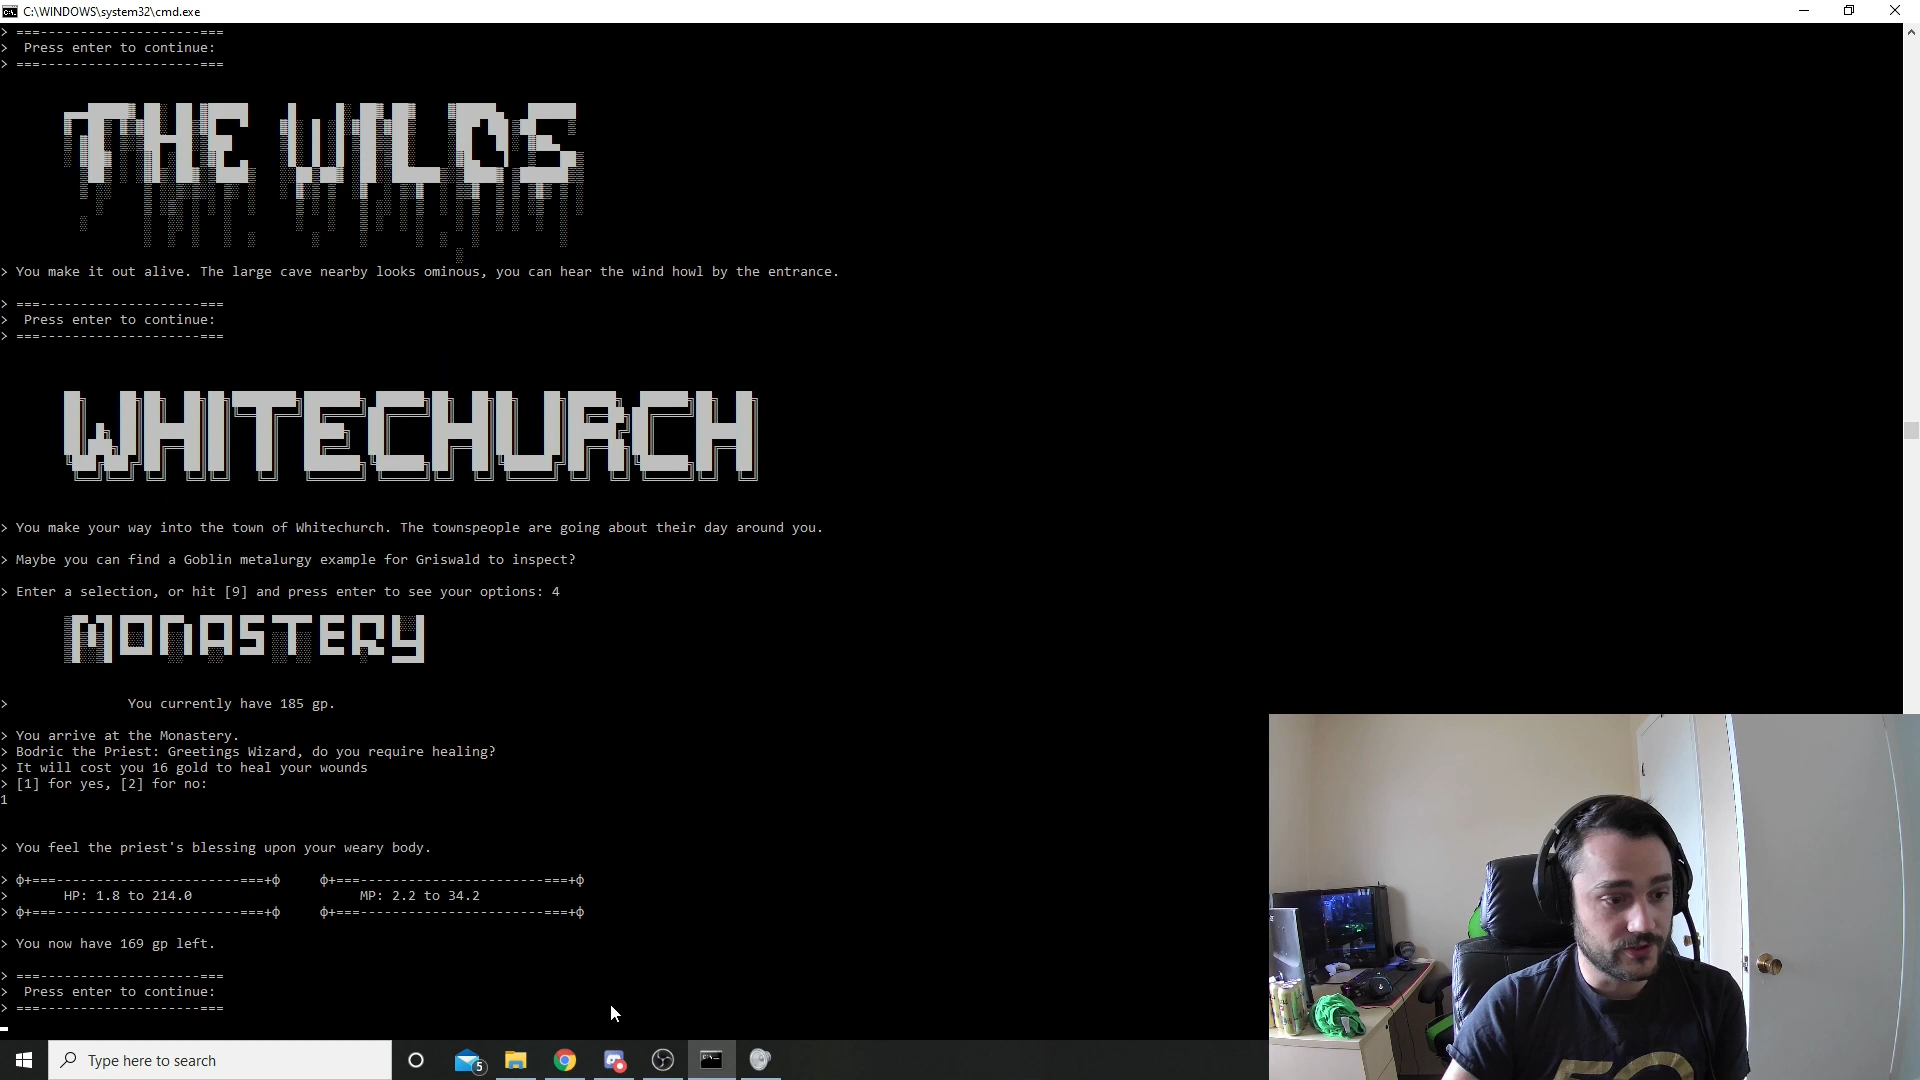 C:\WINDOWS\system32\cmd.exe
> ===-----------------------===
>  Press enter to continue:
> ===-----------------------===
THE WILDS
> You make it out alive. The large cave nearby looks ominous, you can hear the wind howl by the entrance.
> ===-----------------------===
>  Press enter to continue:
> ===-----------------------===
WHITECHURCH
> You make your way into the town of Whitechurch. The townspeople are going about their day around you.
> Maybe you can find a Goblin metalurgy example for Griswald to inspect?
> Enter a selection, or hit [9] and press enter to see your options: 4
MONASTERY
>               You currently have 185 gp.
> You arrive at the Monastery.
> Bodric the Priest: Greetings Wizard, do you require healing?
> It will cost you 16 gold to heal your wounds
> [1] for yes, [2] for no:
1
> You feel the priest's blessing upon your weary body.
> ϕ+===-------------------------===+ϕ     ϕ+===-------------------------===+ϕ
>       HP: 1.8 to 214.0                     MP: 2.2 to 34.2
> ϕ+===-------------------------===+ϕ     ϕ+===-------------------------===+ϕ
> You now have 169 gp left.
> ===-----------------------===
>  Press enter to continue:
> ===-----------------------===
Type here to search
5
50